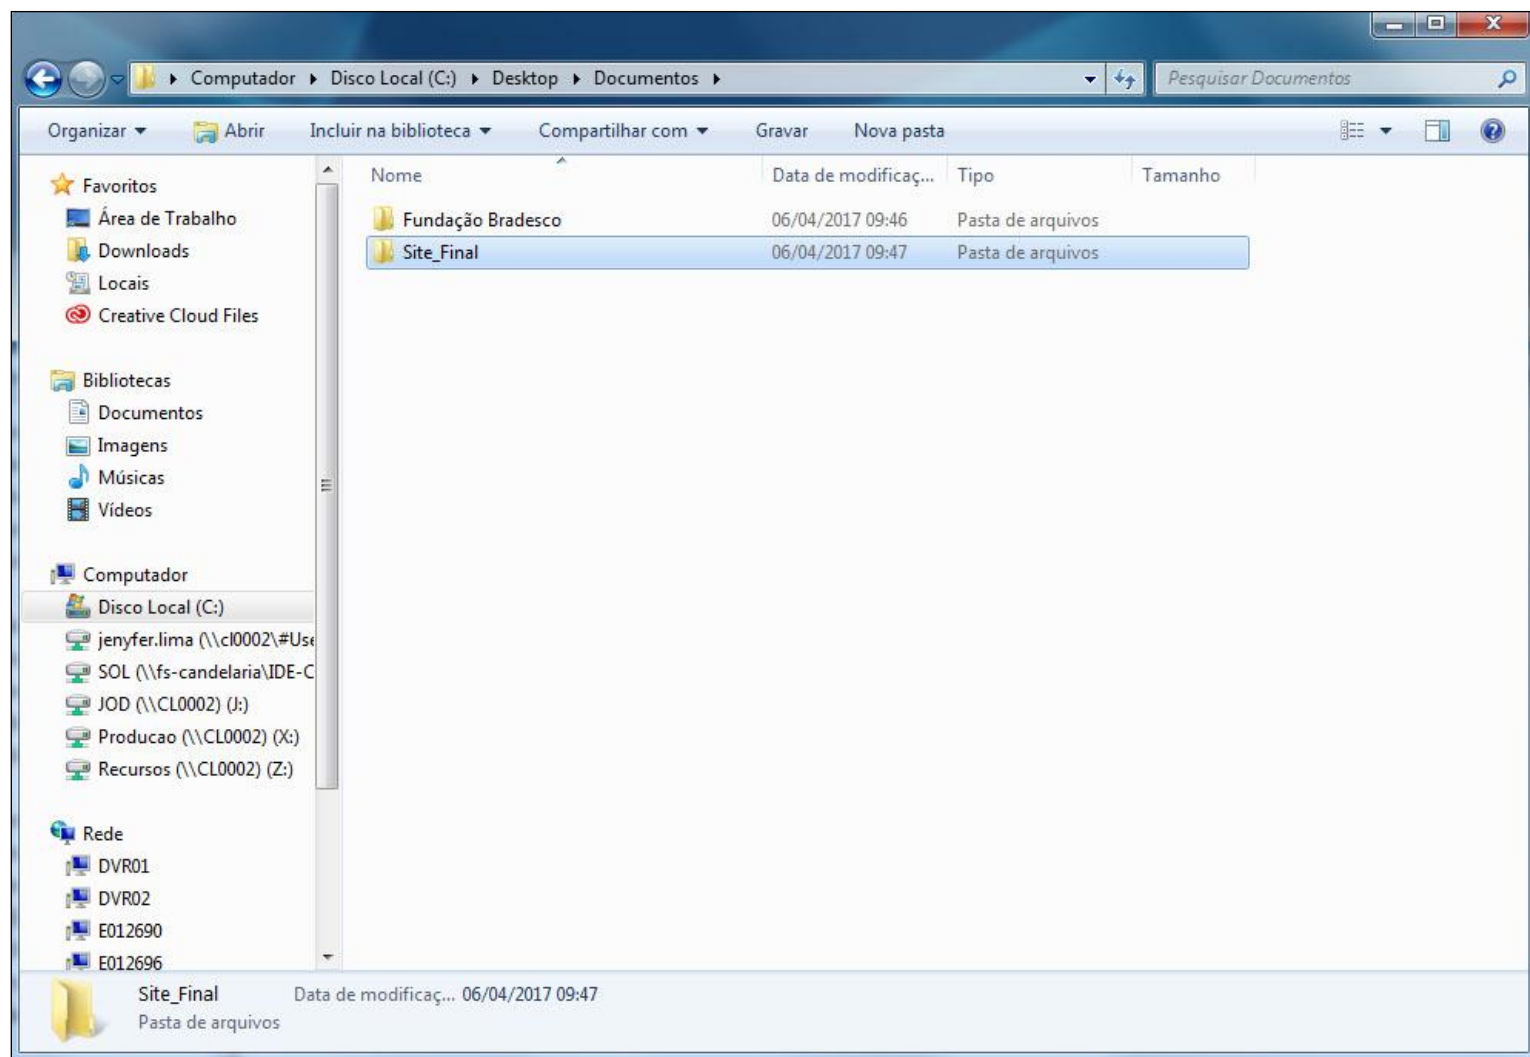 Computador Disco Local (C:) Desktop Documentos Pesquisar Documentos
Organizar Abrir Incluir na biblioteca Compartilhar com Gravar Nova pasta
Favoritos
Área de Trabalho
Downloads
Locais
Creative Cloud Files
Bibliotecas
Documentos
Imagens
Músicas
Vídeos
Computador
Disco Local (C:)
jenyfer.lima (\\cl0002\#Use
SOL (\\fs-candelaria\IDE-C
JOD (\\CL0002) (J:)
Producao (\\CL0002) (X:)
Recursos (\\CL0002) (Z:)
Rede
DVR01
DVR02
E012690
E012696
Nome Data de modificaç... Tipo Tamanho
Fundação Bradesco 06/04/2017 09:46 Pasta de arquivos
Site_Final 06/04/2017 09:47 Pasta de arquivos
Site_Final Data de modificaç... 06/04/2017 09:47
Pasta de arquivos